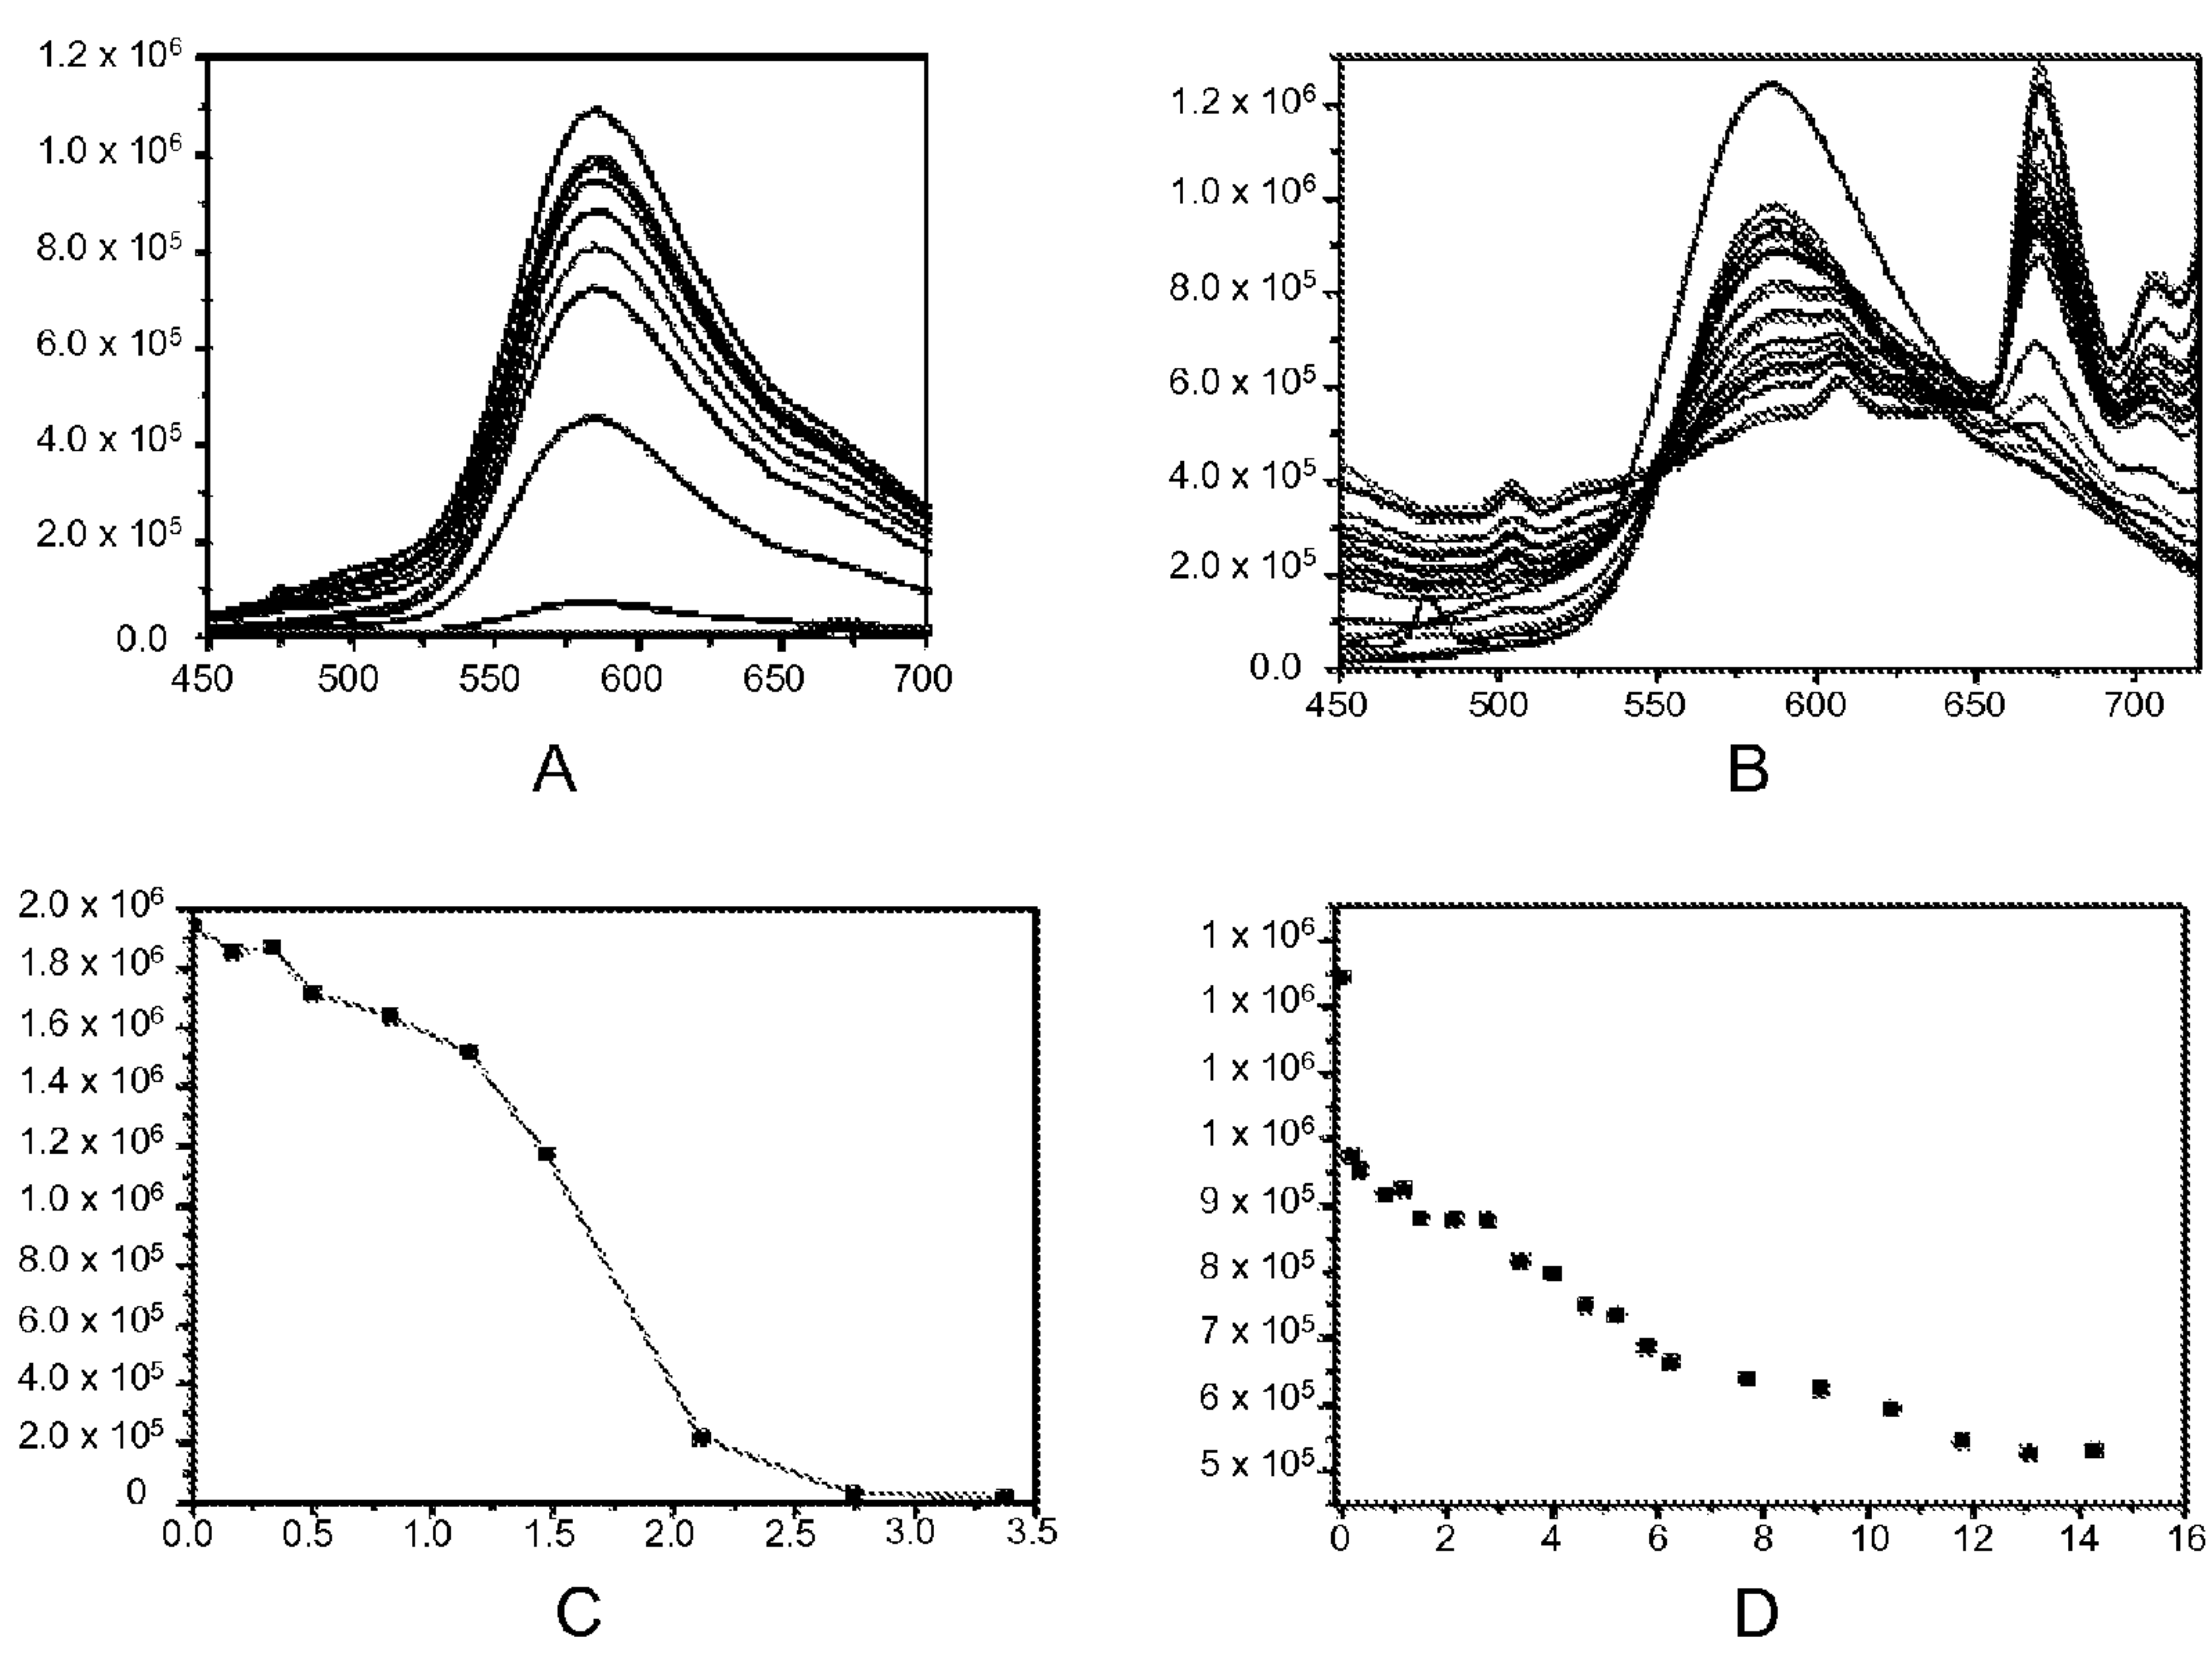 1.2 x 10⁶
1.0 x 10⁶
8.0 x 10⁵
6.0 x 10⁵
4.0 x 10⁵
2.0 x 10⁵
0.0
450 500 550 600 650 700
A
1.2 x 10⁶
1.0 x 10⁶
8.0 x 10⁵
6.0 x 10⁵
4.0 x 10⁵
2.0 x 10⁵
0.0
450 500 550 600 650 700
B
2.0 x 10⁶
1.8 x 10⁶
1.6 x 10⁶
1.4 x 10⁶
1.2 x 10⁶
1.0 x 10⁶
8.0 x 10⁵
6.0 x 10⁵
4.0 x 10⁵
2.0 x 10⁵
0
0.0 0.5 1.0 1.5 2.0 2.5 3.0 3.5
C
1 x 10⁶
1 x 10⁶
1 x 10⁶
1 x 10⁶
9 x 10⁵
8 x 10⁵
7 x 10⁵
6 x 10⁵
5 x 10⁵
0 2 4 6 8 10 12 14 16
D